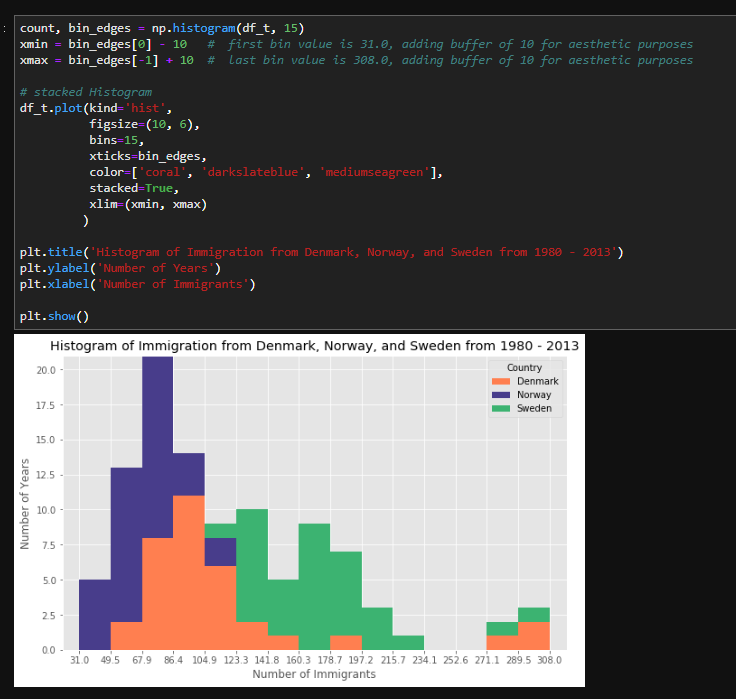 :
count, bin_edges = np.histogram(df_t, 15)
xmin = bin_edges[0] - 10   #  first bin value is 31.0, adding buffer of 10 for aesthetic purposes
xmax = bin_edges[-1] + 10  #  last bin value is 308.0, adding buffer of 10 for aesthetic purposes
# stacked Histogram
df_t.plot(kind='hist',
          figsize=(10, 6),
          bins=15,
          xticks=bin_edges,
          color=['coral', 'darkslateblue', 'mediumseagreen'],
          stacked=True,
          xlim=(xmin, xmax)
         )
plt.title('Histogram of Immigration from Denmark, Norway, and Sweden from 1980 - 2013')
plt.ylabel('Number of Years')
plt.xlabel('Number of Immigrants')
plt.show()
Histogram of Immigration from Denmark, Norway, and Sweden from 1980 - 2013
Country
Denmark
Norway
Sweden
Number of Years
20.0
17.5
15.0
12.5
10.0
7.5
5.0
2.5
0.0
31.0 49.5 67.9 86.4 104.9 123.3 141.8 160.3 178.7 197.2 215.7 234.1 252.6 271.1 289.5 308.0
Number of Immigrants